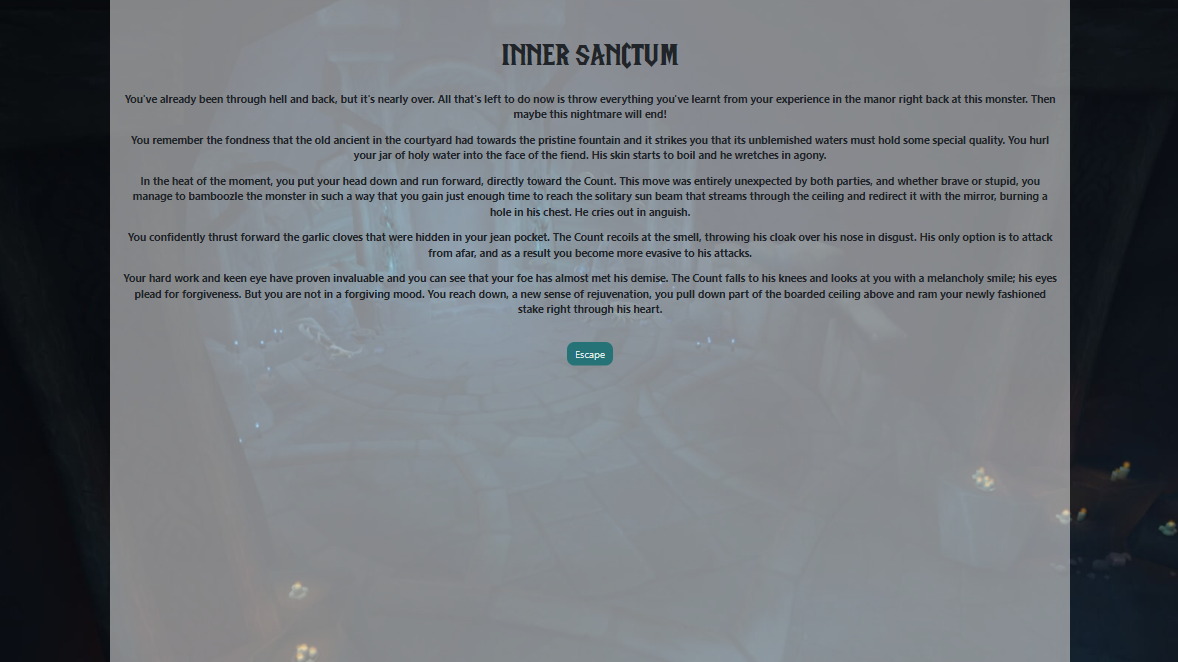 INNER SANCTUM
You've already been through hell and back, but it's nearly over. All that's left to do now is throw everything you've learnt from your experience in the manor right back at this monster. Then
maybe this nightmare will end!
You remember the fondness that the old ancient in the courtyard had towards the pristine fountain and it strikes you that its unblemished waters must hold some special quality. You hurl
your jar of holy water into the face of the fiend. His skin starts to boil and he wretches in agony.
In the heat of the moment, you put your head down and run forward, directly toward the Count. This move was entirely unexpected by both parties, and whether brave or stupid, you
manage to bamboozle the monster in such a way that you gain just enough time to reach the solitary sun beam that streams through the ceiling and redirect it with the mirror, burning a
hole in his chest. He cries out in anguish.
You confidently thrust forward the garlic cloves that were hidden in your jean pocket. The Count recoils at the smell, throwing his cloak over his nose in disgust. His only option is to attack
from afar, and as a result you become more evasive to his attacks.
Your hard work and keen eye have proven invaluable and you can see that your foe has almost met his demise. The Count falls to his knees and looks at you with a melancholy smile; his eyes
plead for forgiveness. But you are not in a forgiving mood. You reach down, a new sense of rejuvenation, you pull down part of the boarded ceiling above and ram your newly fashioned
stake right through his heart.
Escape